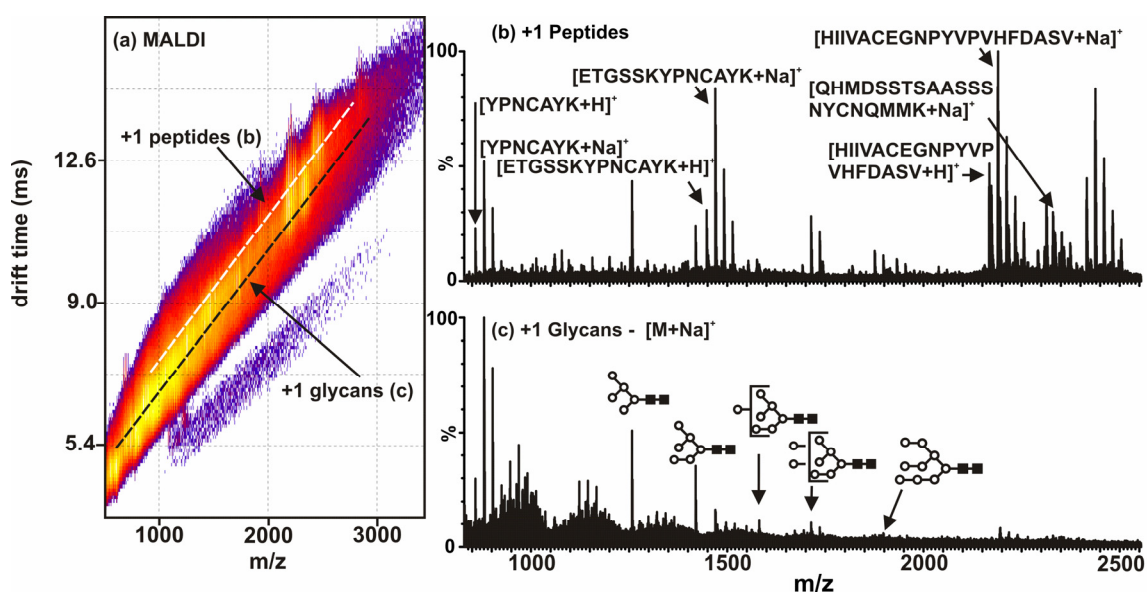 (a) MALDI
+1 peptides (b)
+1 glycans (c)
drift time (ms)
12.6
9.0
5.4
1000
2000
3000
m/z
(b) +1 Peptides
100
%
0
[YPNCAYK+H]+
[YPNCAYK+Na]+
[ETGSSKYPNCAYK+H]+
[ETGSSKYPNCAYK+Na]+
[HIIVACEGNPYVPVHFDASV+Na]+
[QHMDSSTSAASSS
NYCNQMMK+Na]+
[HIIVACEGNPYVP
VHFDASV+H]+
(c) +1 Glycans - [M+Na]+
100
%
0
1000
1500
2000
2500
m/z